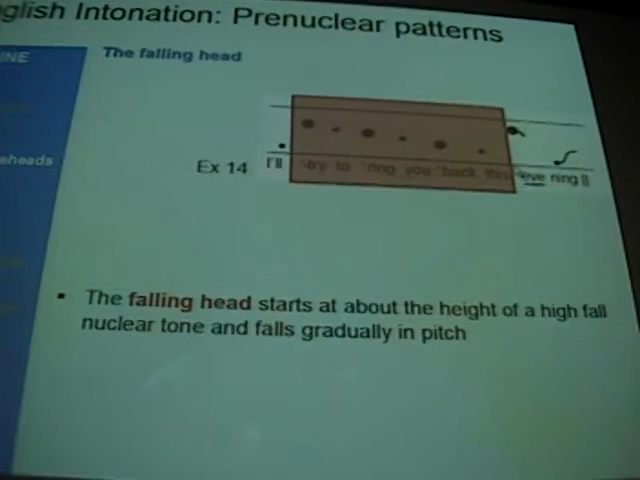 glish Intonation: Prenuclear patterns
INE
The falling head
eheads
Ex 14
I'll try to ring you back this eve ning ||
The falling head starts at about the height of a high fall
nuclear tone and falls gradually in pitch